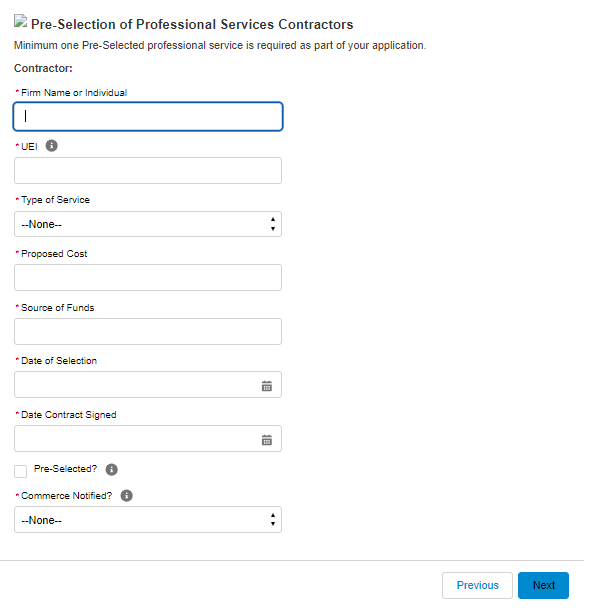 Pre-Selection of Professional Services Contractors
Minimum one Pre-Selected professional service is required as part of your application.
Contractor:
* Firm Name or Individual
* UEI
* Type of Service
--None--
* Proposed Cost
* Source of Funds
* Date of Selection
* Date Contract Signed
Pre-Selected?
* Commerce Notified?
--None--
Previous Next